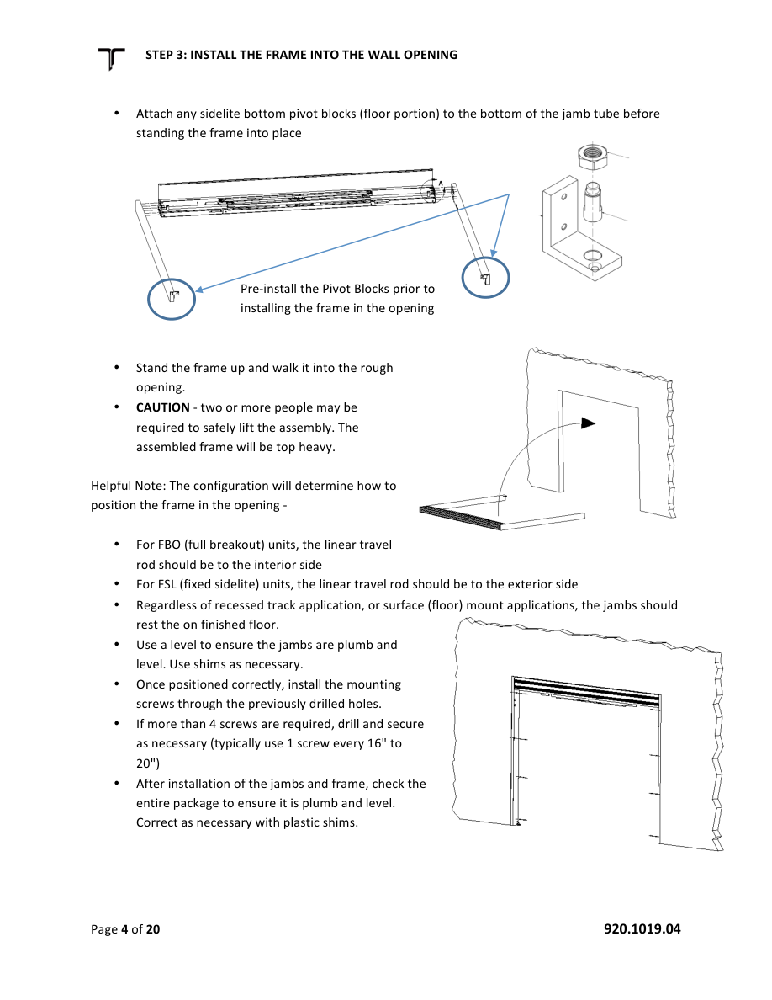 STEP 3: INSTALL THE FRAME INTO THE WALL OPENING
• Attach any sidelite bottom pivot blocks (floor portion) to the bottom of the jamb tube before
standing the frame into place
A
Pre-install the Pivot Blocks prior to
installing the frame in the opening
• Stand the frame up and walk it into the rough
opening.
• CAUTION - two or more people may be
required to safely lift the assembly. The
assembled frame will be top heavy.
Helpful Note: The configuration will determine how to
position the frame in the opening -
• For FBO (full breakout) units, the linear travel
rod should be to the interior side
• For FSL (fixed sidelite) units, the linear travel rod should be to the exterior side
• Regardless of recessed track application, or surface (floor) mount applications, the jambs should
rest the on finished floor.
• Use a level to ensure the jambs are plumb and
level. Use shims as necessary.
• Once positioned correctly, install the mounting
screws through the previously drilled holes.
• If more than 4 screws are required, drill and secure
as necessary (typically use 1 screw every 16" to
20")
• After installation of the jambs and frame, check the
entire package to ensure it is plumb and level.
Correct as necessary with plastic shims.
Page 4 of 20
920.1019.04